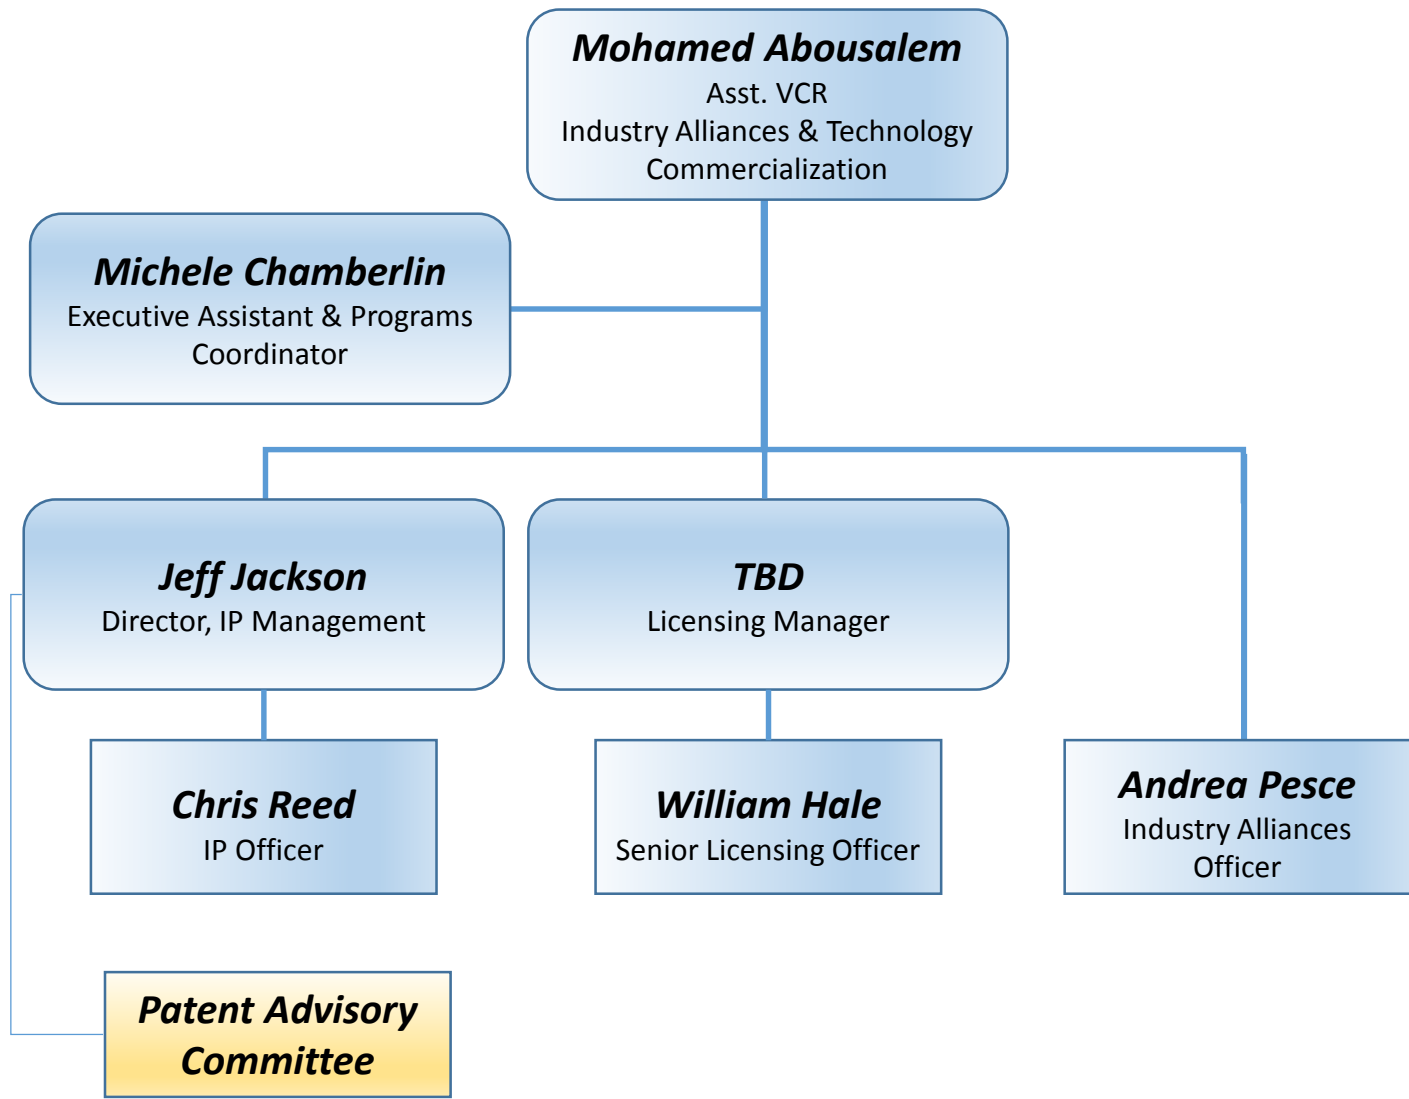 Mohamed Abousalem
Asst. VCR
Industry Alliances & Technology
Commercialization
Michele Chamberlin
Executive Assistant & Programs
Coordinator
Jeff Jackson
Director, IP Management
TBD
Licensing Manager
Chris Reed
IP Officer
William Hale
Senior Licensing Officer
Andrea Pesce
Industry Alliances
Officer
Patent Advisory
Committee